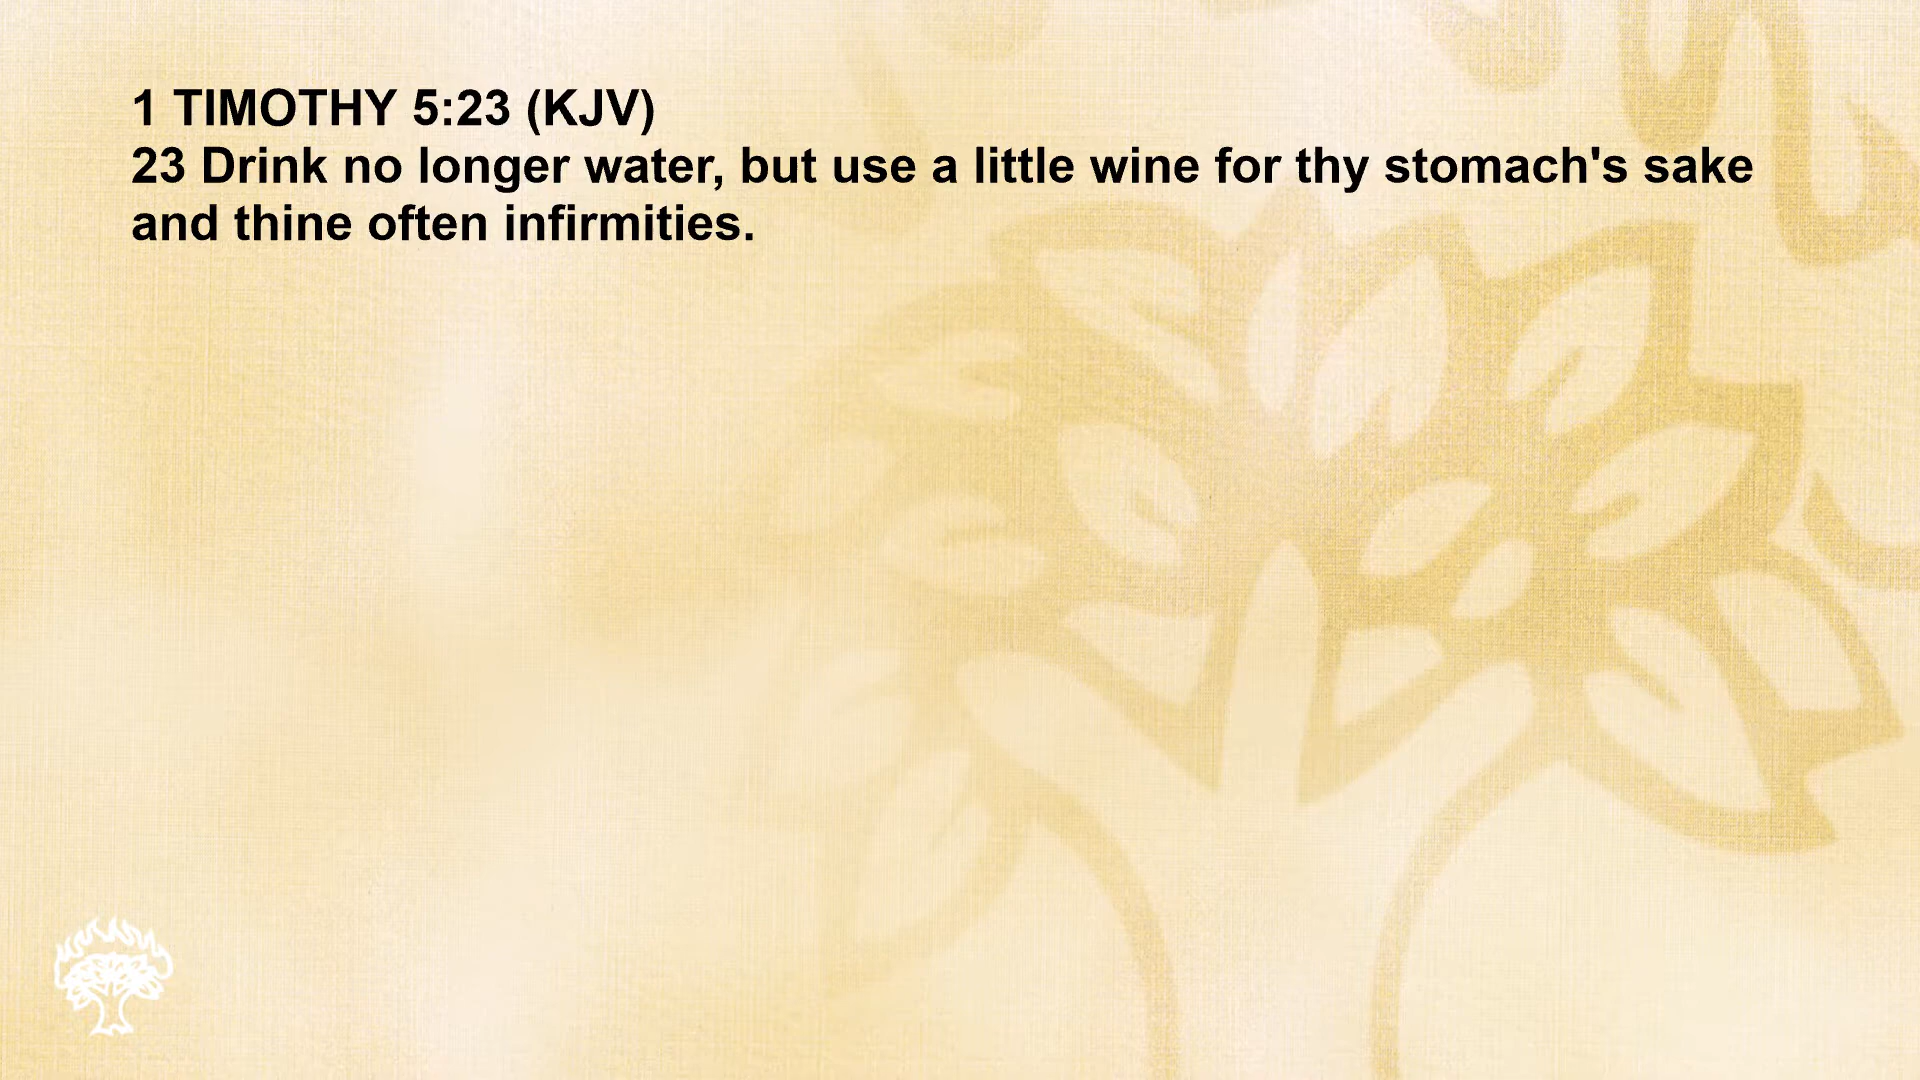 1 TIMOTHY 5:23 (KJV)
23 Drink no longer water, but use a little wine for thy stomach's sake
and thine often infirmities.